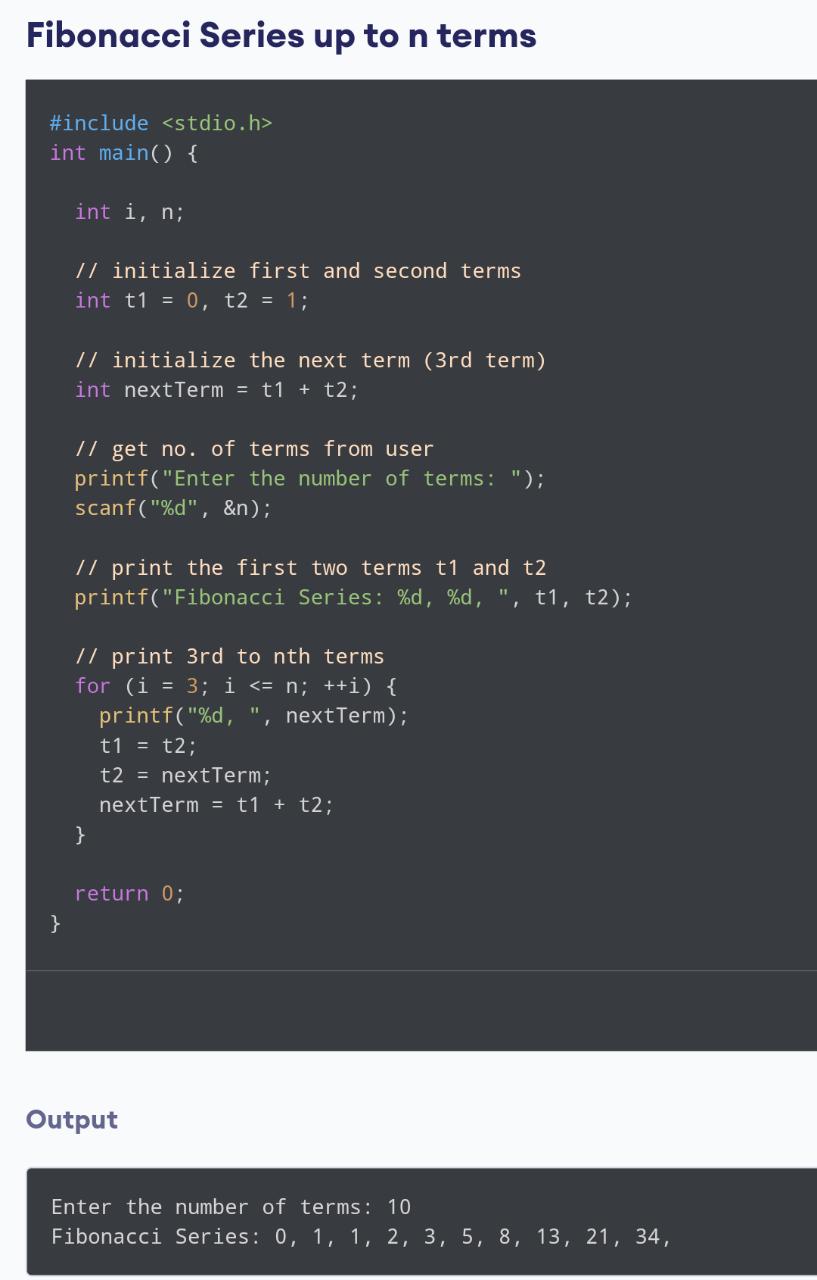 Fibonacci Series up to n terms
#include <stdio.h>
int main() {
int i, n;
// initialize first and second terms
int t1 = 0, t2 = 1;
// initialize the next term (3rd term)
int nextTerm = t1 + t2;
// get no. of terms from user
printf("Enter the number of terms: ");
scanf("%d", &n);
// print the first two terms t1 and t2
printf("Fibonacci Series: %d, %d, ", t1, t2);
// print 3rd to nth terms
for (i = 3; i <= n; ++i) {
printf("%d, ", nextTerm);
t1 = t2;
t2 = nextTerm;
nextTerm = t1 + t2;
}
return 0;
}
Output
Enter the number of terms: 10
Fibonacci Series: 0, 1, 1, 2, 3, 5, 8, 13, 21, 34,